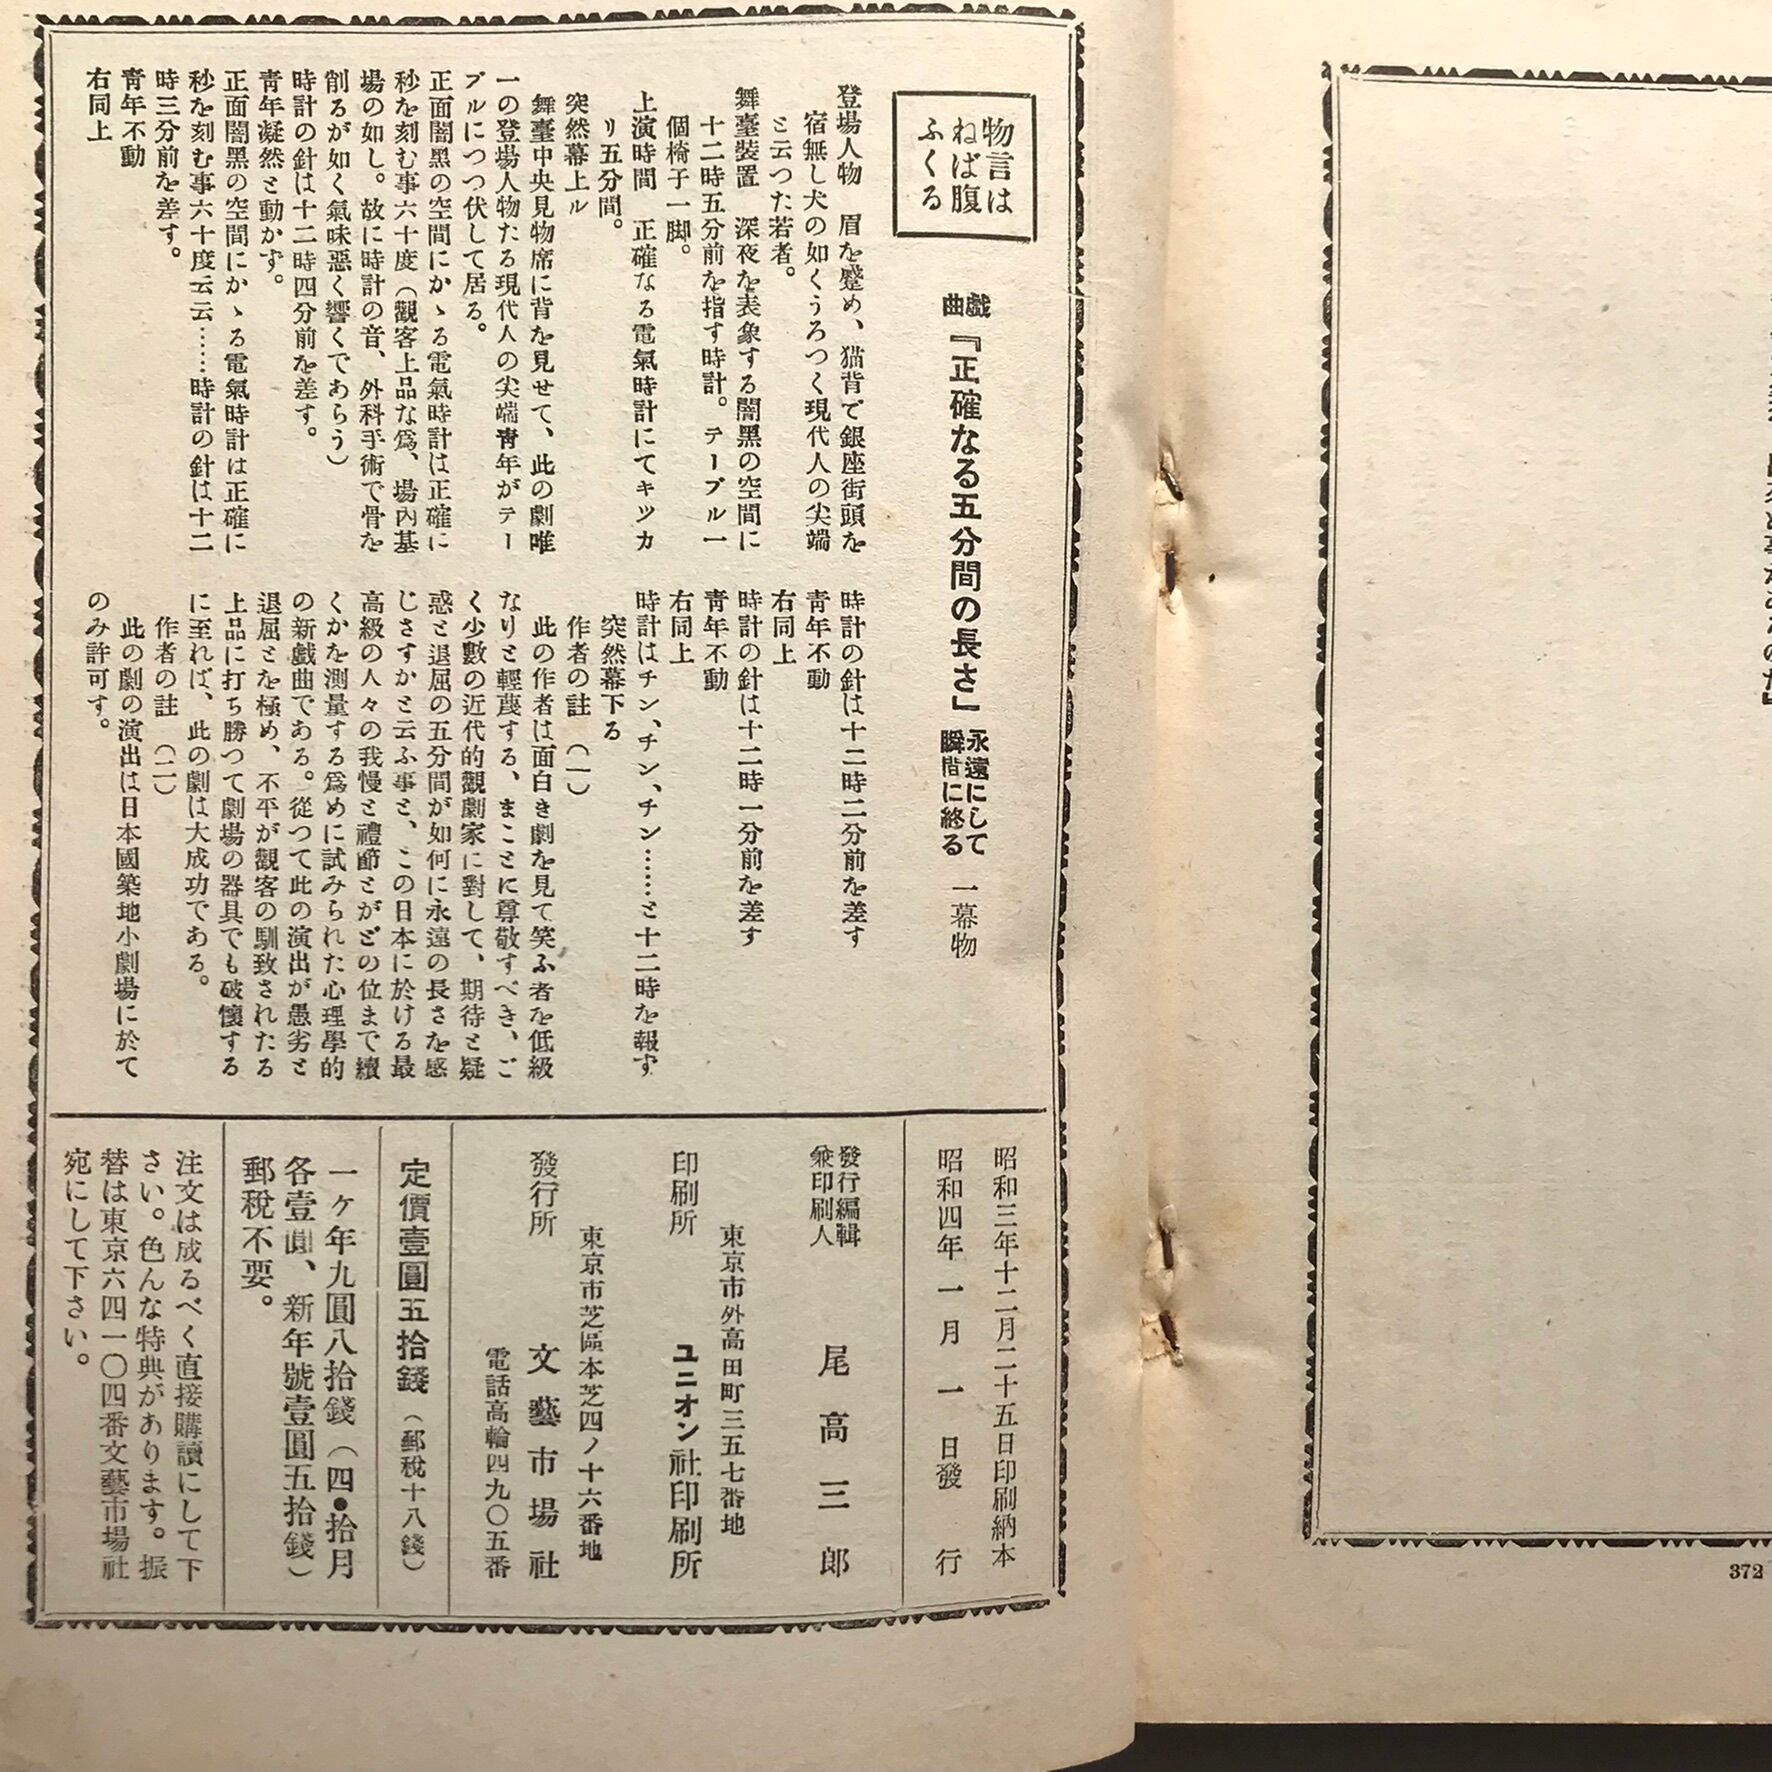 物言は
ねば腹
ふくる
戯曲『正確なる五分間の長さ』永遠にして瞬間に終る 一幕物
登場人物 眉を蹙め、猫背で銀座街頭を
宿無し犬の如くうろつく現代人の尖端
と云つた若者。
舞臺裝置 深夜を表象する闇黑の空間に
十二時五分前を指す時計。テーブル一
個椅子一脚。
上演時間 正確なる電氣時計にてキツカ
リ五分間。
突然幕上ル
舞臺中央見物席に背を見せて、此の劇唯
一の登場人物たる現代人の尖端靑年がテー
ブルにつつ伏して居る。
正面闇黑の空間にかゝる電氣時計は正確に
秒を刻む事六十度(觀客上品な爲、場內墓
場の如し。故に時計の音、外科手術で骨を
削るが如く氣味惡く響くであらう)
時計の針は十二時四分前を差す。
靑年凝然と動かず。
正面闇黑の空間にかゝる電氣時計は正確に
秒を刻む事六十度云云……時計の針は十二
時三分前を差す。
靑年不動
右同上
時計の針は十二時二分前を差す
靑年不動
右同上
時計の針は十二時一分前を差す
靑年不動
右同上
時計はチン、チン、チン……と十二時を報す
突然幕下る
作者の註 (一)
此の作者は面白き劇を見て笑ふ者を低級
なりと輕蔑する、まことに尊敬すべき、ご
く少數の近代的觀劇家に對して、期待と疑
惑と退屈の五分間が如何に永遠の長さを感
じさすかと云ふ事と、この日本に於ける最
高級の人々の我慢と禮節とがどの位まで續
くかを測量する爲めに試みられた心理學的
の新戯曲である。從つて此の演出が愚劣と
退屈とを極め、不平が觀客の馴致されたる
上品に打ち勝つて劇場の器具でも破懷する
に至れば、此の劇は大成功である。
作者の註 (二)
此の劇の演出は日本國築地小劇場に於て
のみ許可す。
昭和三年十二月二十五日印刷納本
昭和四年一月一日發行
發行編輯兼印刷人 尾高三郎
東京市外高田町三五七番地
印刷所 ユニオン社印刷所
東京市芝區本芝四ノ十六番地
發行所 文藝市場社
電話高輪四九〇五番
定價壹圓五拾錢(郵稅十八錢)
一ケ年九圓八拾錢(四●拾月
各壹圓、新年號壹圓五拾錢)
郵稅不要。
注文は成るべく直接購讀にして下
さい。色んな特典があります。振
替は東京六四一〇四番文藝市場社
宛にして下さい。
372